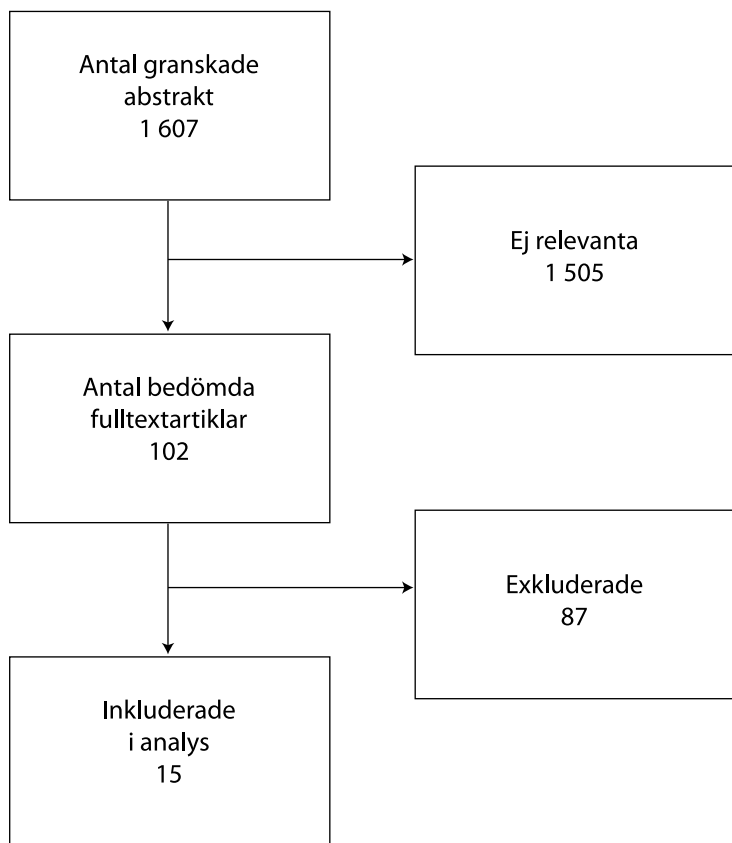 Antal granskade
abstrakt
1 607
Ej relevanta
1 505
Antal bedömda
fulltextartiklar
102
Exkluderade
87
Inkluderade
i analys
15